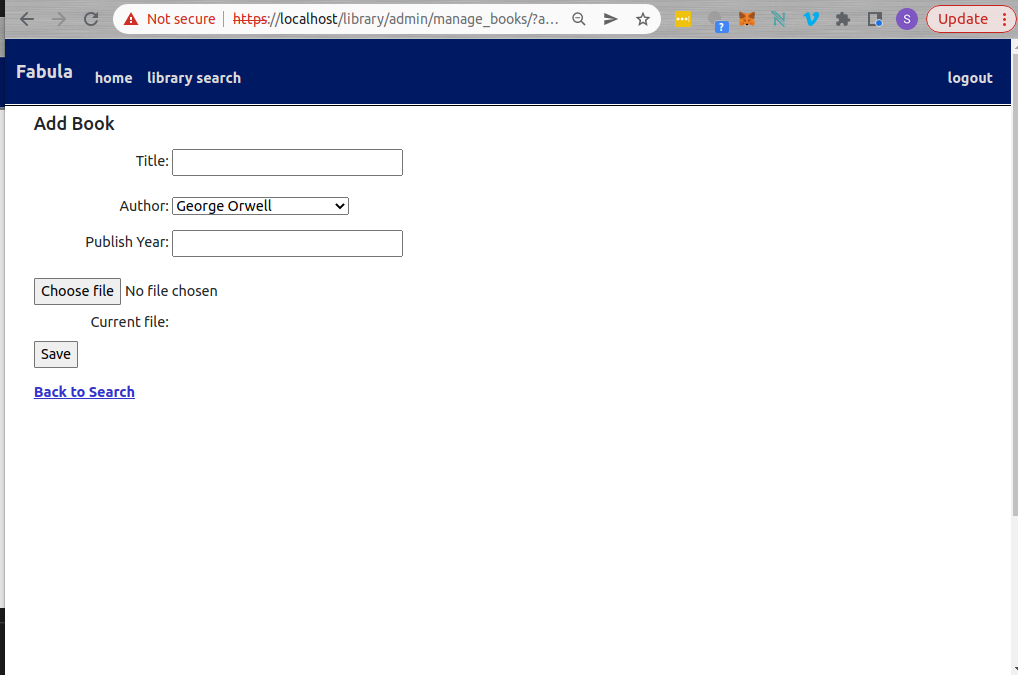 Not secure https://localhost/library/admin/manage_books/?a... ? S Update
Fabula home library search logout
Add Book
Title:
Author: George Orwell
Publish Year:
Choose file No file chosen
Current file:
Save
Back to Search